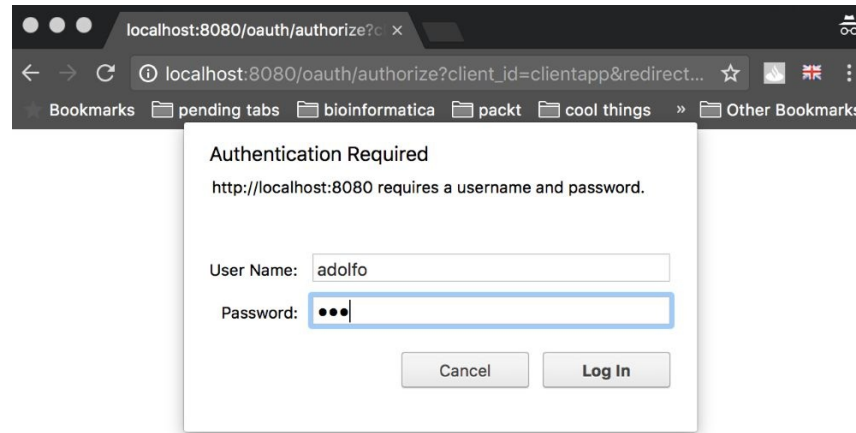 localhost:8080/oauth/authorize?c
localhost:8080/oauth/authorize?client_id=clientapp&redirect...
Bookmarks pending tabs bioinformatica packt cool things » Other Bookmarks
Authentication Required
http://localhost:8080 requires a username and password.
User Name: adolfo
Password: •••
Cancel Log In